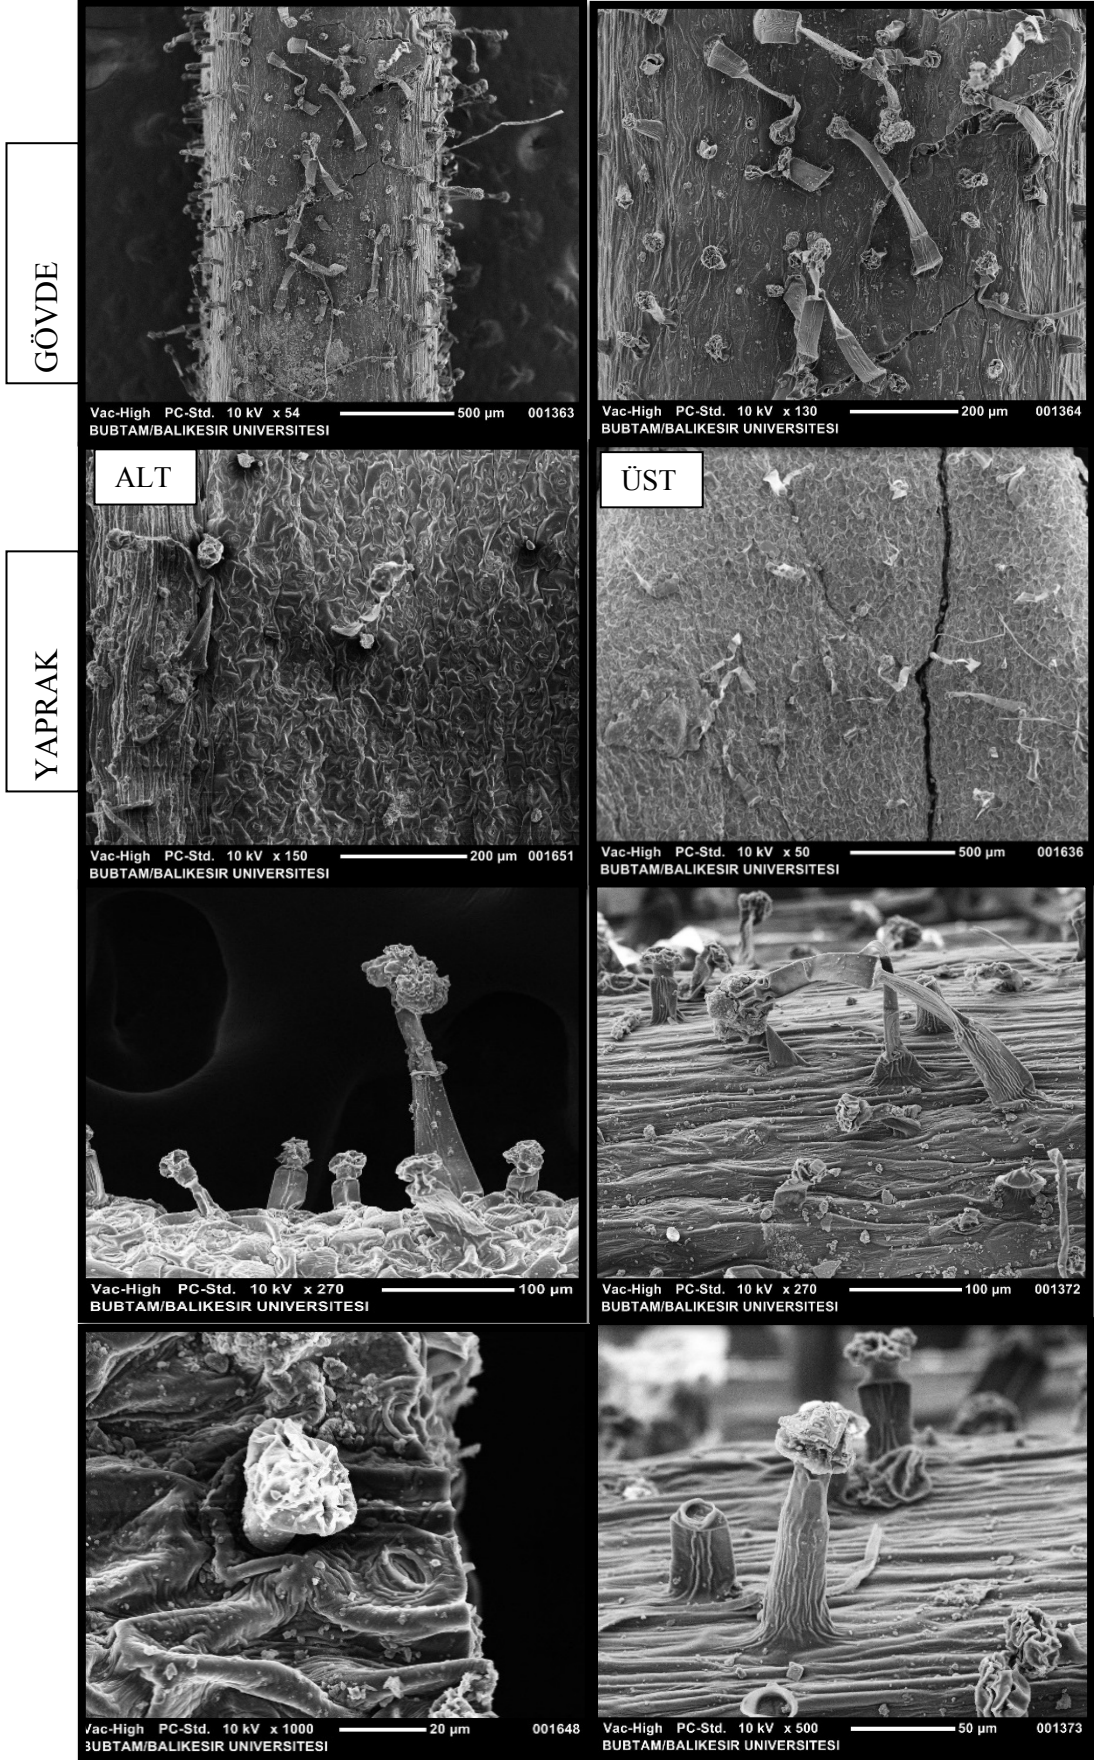 GÖVDE
Vac-High PC-Std. 10 kV x 54 500 µm 001363
BUBTAM/BALIKESIR UNIVERSITESI
Vac-High PC-Std. 10 kV x 130 200 µm 001364
BUBTAM/BALIKESIR UNIVERSITESI
YAPRAK
ALT
Vac-High PC-Std. 10 kV x 150 200 µm 001651
BUBTAM/BALIKESIR UNIVERSITESI
ÜST
Vac-High PC-Std. 10 kV x 50 500 µm 001636
BUBTAM/BALIKESIR UNIVERSITESI
Vac-High PC-Std. 10 kV x 270 100 µm
BUBTAM/BALIKESIR UNIVERSITESI
Vac-High PC-Std. 10 kV x 270 100 µm 001372
BUBTAM/BALIKESIR UNIVERSITESI
Vac-High PC-Std. 10 kV x 1000 20 µm 001648
BUBTAM/BALIKESIR UNIVERSITESI
Vac-High PC-Std. 10 kV x 500 50 µm 001373
BUBTAM/BALIKESIR UNIVERSITESI